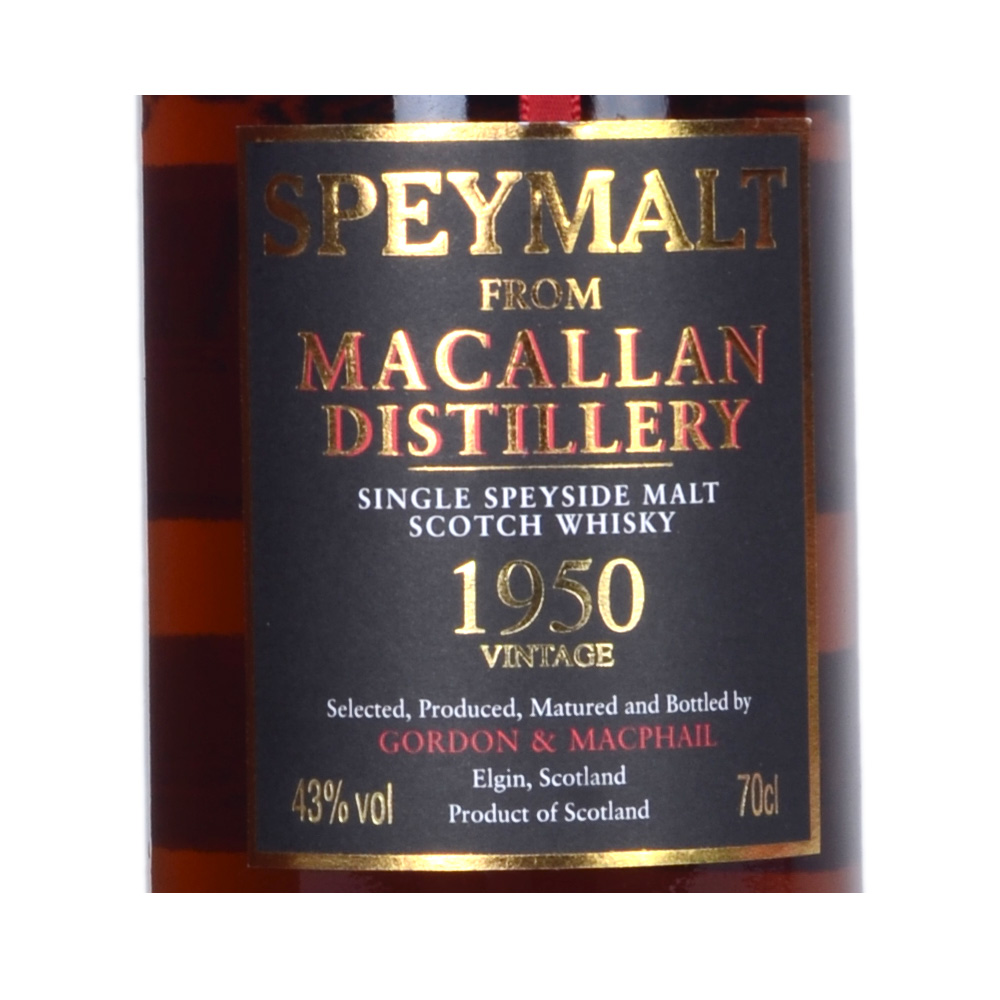 SPEYMALT
FROM
MACALLAN
DISTILLERY
SINGLE SPEYSIDE MALT
SCOTCH WHISKY
1950
VINTAGE
Selected, Produced, Matured and Bottled by
GORDON & MACPHAIL
Elgin, Scotland
43% vol
Product of Scotland
70cl